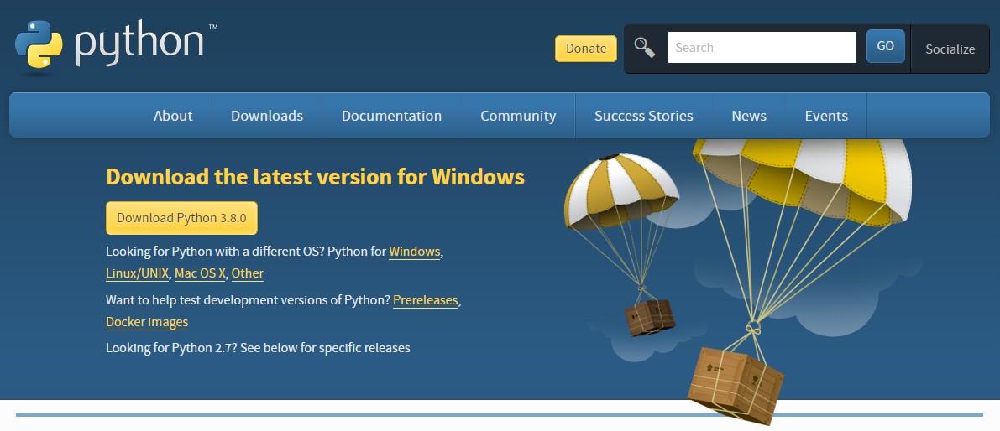 python™
Donate
Search
GO
Socialize
About
Downloads
Documentation
Community
Success Stories
News
Events
Download the latest version for Windows
Download Python 3.8.0
Looking for Python with a different OS? Python for Windows,
Linux/UNIX, Mac OS X, Other
Want to help test development versions of Python? Prereleases,
Docker images
Looking for Python 2.7? See below for specific releases